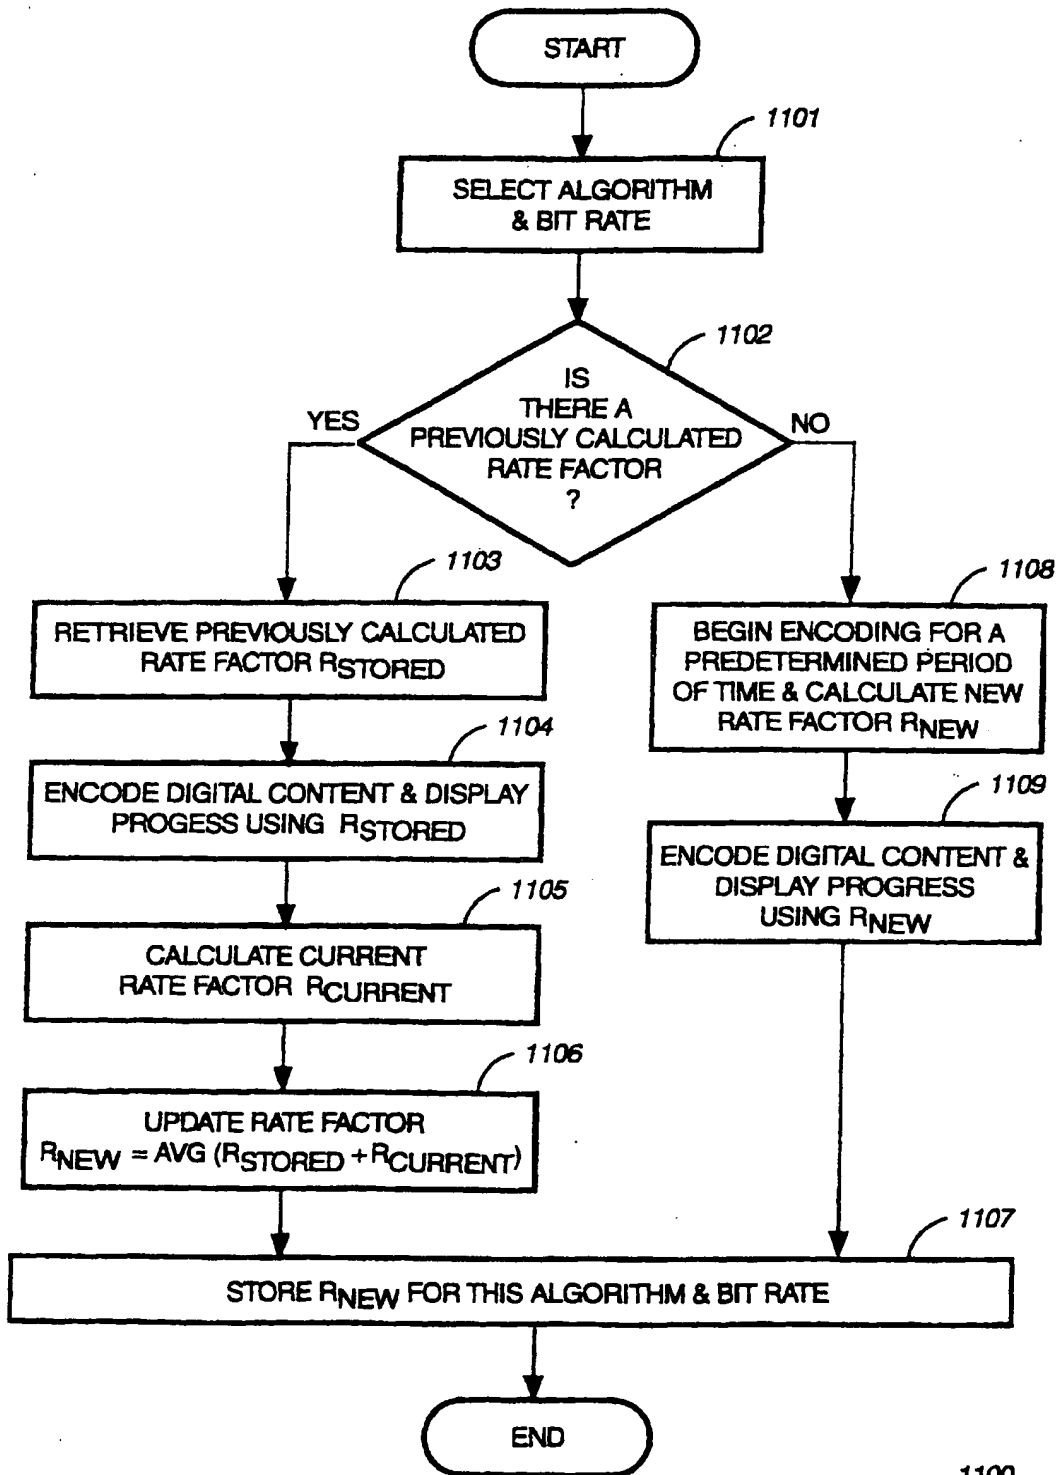 START
1101
SELECT ALGORITHM
& BIT RATE
1102
IS
THERE A
PREVIOUSLY CALCULATED
RATE FACTOR
?
YES
NO
1103
RETRIEVE PREVIOUSLY CALCULATED
RATE FACTOR RSTORED
1104
ENCODE DIGITAL CONTENT & DISPLAY
PROGESS USING RSTORED
1105
CALCULATE CURRENT
RATE FACTOR RCURRENT
1106
UPDATE RATE FACTOR
RNEW = AVG (RSTORED + RCURRENT)
1108
BEGIN ENCODING FOR A
PREDETERMINED PERIOD
OF TIME & CALCULATE NEW
RATE FACTOR RNEW
1109
ENCODE DIGITAL CONTENT &
DISPLAY PROGRESS
USING RNEW
1107
STORE RNEW FOR THIS ALGORITHM & BIT RATE
END
1100